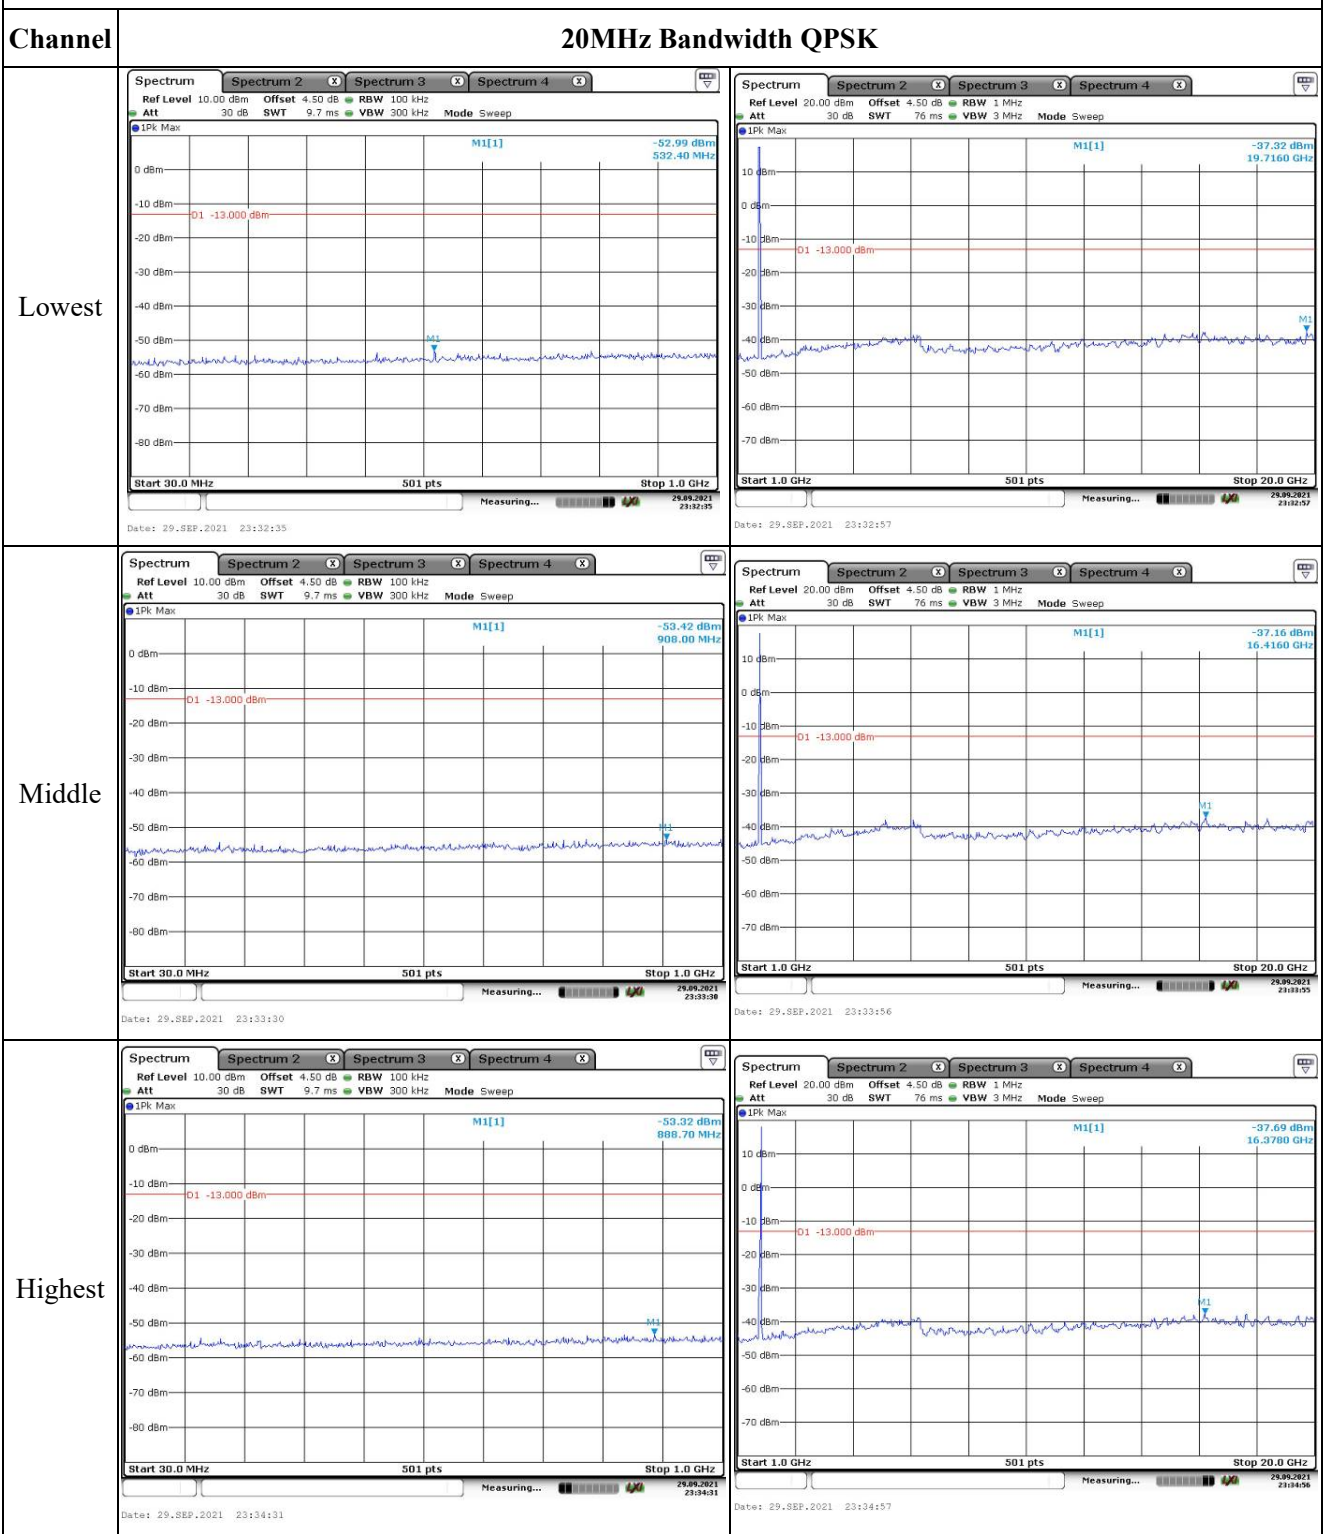 Channel
20MHz Bandwidth QPSK
Lowest
Spectrum Spectrum 2 X Spectrum 3 X Spectrum 4 X
Ref Level 10.00 dBm Offset 4.50 dB RBW 100 kHz
Att 30 dB SWT 9.7 ms VBW 300 kHz Mode Sweep
1Pk Max
M1[1] -52.99 dBm
532.40 MHz
0 dBm
-10 dBm
D1 -13.000 dBm
-20 dBm
-30 dBm
-40 dBm
-50 dBm
M1
-60 dBm
-70 dBm
-80 dBm
Start 30.0 MHz 501 pts Stop 1.0 GHz
Measuring... 29.09.2021
23:32:35
Date: 29.SEP.2021 23:32:35
Spectrum Spectrum 2 X Spectrum 3 X Spectrum 4 X
Ref Level 20.00 dBm Offset 4.50 dB RBW 1 MHz
Att 30 dB SWT 76 ms VBW 3 MHz Mode Sweep
1Pk Max
M1[1] -37.32 dBm
19.7160 GHz
10 dBm
0 dBm
-10 dBm
D1 -13.000 dBm
-20 dBm
-30 dBm
M1
-40 dBm
-50 dBm
-60 dBm
-70 dBm
Start 1.0 GHz 501 pts Stop 20.0 GHz
Measuring... 29.09.2021
23:32:57
Date: 29.SEP.2021 23:32:57
Middle
Spectrum Spectrum 2 X Spectrum 3 X Spectrum 4 X
Ref Level 10.00 dBm Offset 4.50 dB RBW 100 kHz
Att 30 dB SWT 9.7 ms VBW 300 kHz Mode Sweep
1Pk Max
M1[1] -53.42 dBm
908.00 MHz
0 dBm
-10 dBm
D1 -13.000 dBm
-20 dBm
-30 dBm
-40 dBm
-50 dBm
M1
-60 dBm
-70 dBm
-80 dBm
Start 30.0 MHz 501 pts Stop 1.0 GHz
Measuring... 29.09.2021
23:33:30
Date: 29.SEP.2021 23:33:30
Spectrum Spectrum 2 X Spectrum 3 X Spectrum 4 X
Ref Level 20.00 dBm Offset 4.50 dB RBW 1 MHz
Att 30 dB SWT 76 ms VBW 3 MHz Mode Sweep
1Pk Max
M1[1] -37.16 dBm
16.4160 GHz
10 dBm
0 dBm
-10 dBm
D1 -13.000 dBm
-20 dBm
-30 dBm
M1
-40 dBm
-50 dBm
-60 dBm
-70 dBm
Start 1.0 GHz 501 pts Stop 20.0 GHz
Measuring... 29.09.2021
23:33:55
Date: 29.SEP.2021 23:33:56
Highest
Spectrum Spectrum 2 X Spectrum 3 X Spectrum 4 X
Ref Level 10.00 dBm Offset 4.50 dB RBW 100 kHz
Att 30 dB SWT 9.7 ms VBW 300 kHz Mode Sweep
1Pk Max
M1[1] -53.32 dBm
888.70 MHz
0 dBm
-10 dBm
D1 -13.000 dBm
-20 dBm
-30 dBm
-40 dBm
-50 dBm
M1
-60 dBm
-70 dBm
-80 dBm
Start 30.0 MHz 501 pts Stop 1.0 GHz
Measuring... 29.09.2021
23:34:31
Date: 29.SEP.2021 23:34:31
Spectrum Spectrum 2 X Spectrum 3 X Spectrum 4 X
Ref Level 20.00 dBm Offset 4.50 dB RBW 1 MHz
Att 30 dB SWT 76 ms VBW 3 MHz Mode Sweep
1Pk Max
M1[1] -37.69 dBm
16.3780 GHz
10 dBm
0 dBm
-10 dBm
D1 -13.000 dBm
-20 dBm
-30 dBm
M1
-40 dBm
-50 dBm
-60 dBm
-70 dBm
Start 1.0 GHz 501 pts Stop 20.0 GHz
Measuring... 29.09.2021
23:34:56
Date: 29.SEP.2021 23:34:57